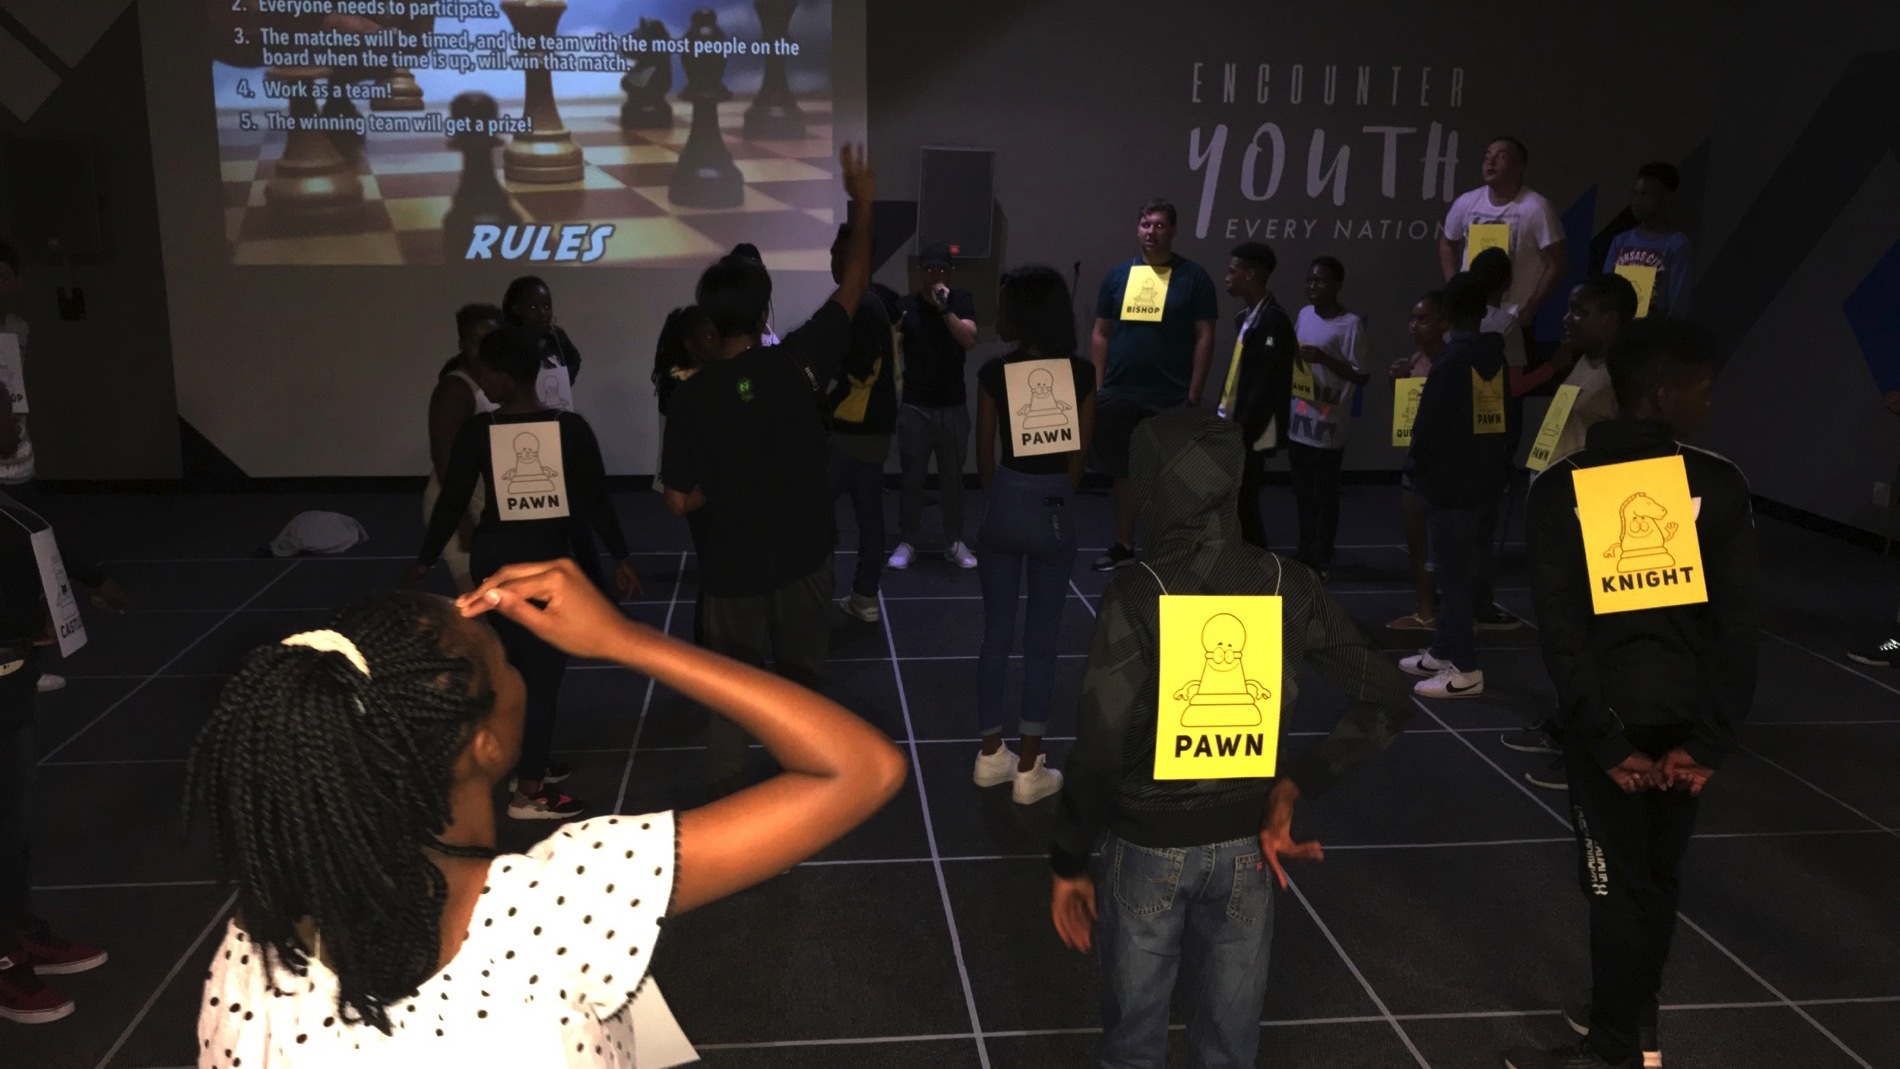 2. Everyone needs to participate.
3. The matches will be timed, and the team with the most people on the
board when the time is up, will win that match.
4. Work as a team!
5. The winning team will get a prize!
RULES
ENCOUNTER
YOUTH
EVERY NATION
BISHOP
PAWN
PAWN
PAWN
PAWN
PAWN
KNIGHT
PAWN